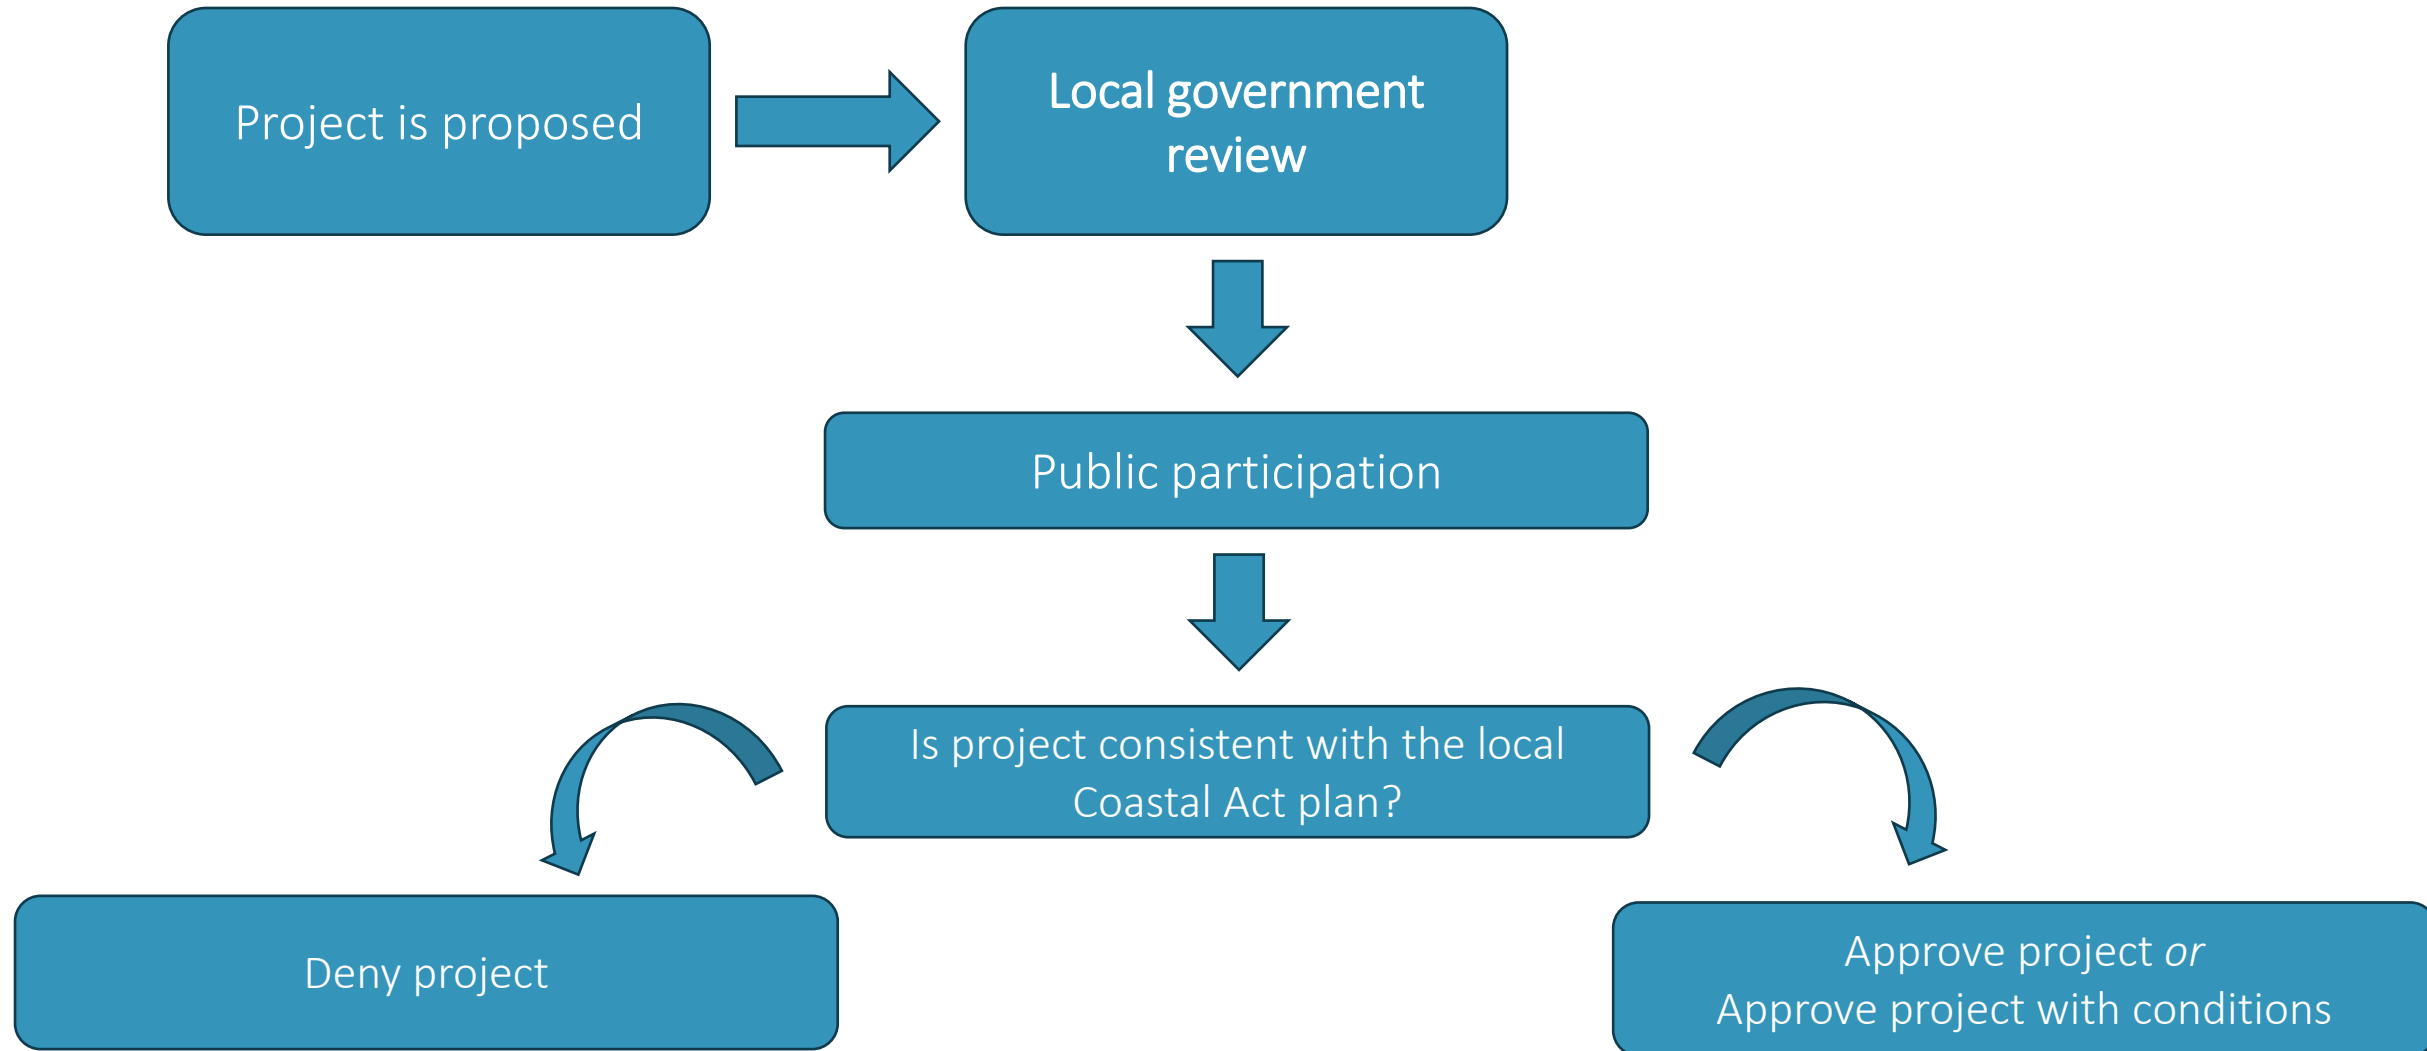 Project is proposed
Local government
review
Public participation
Is project consistent with the local
Coastal Act plan?
Deny project
Approve project or
Approve project with conditions